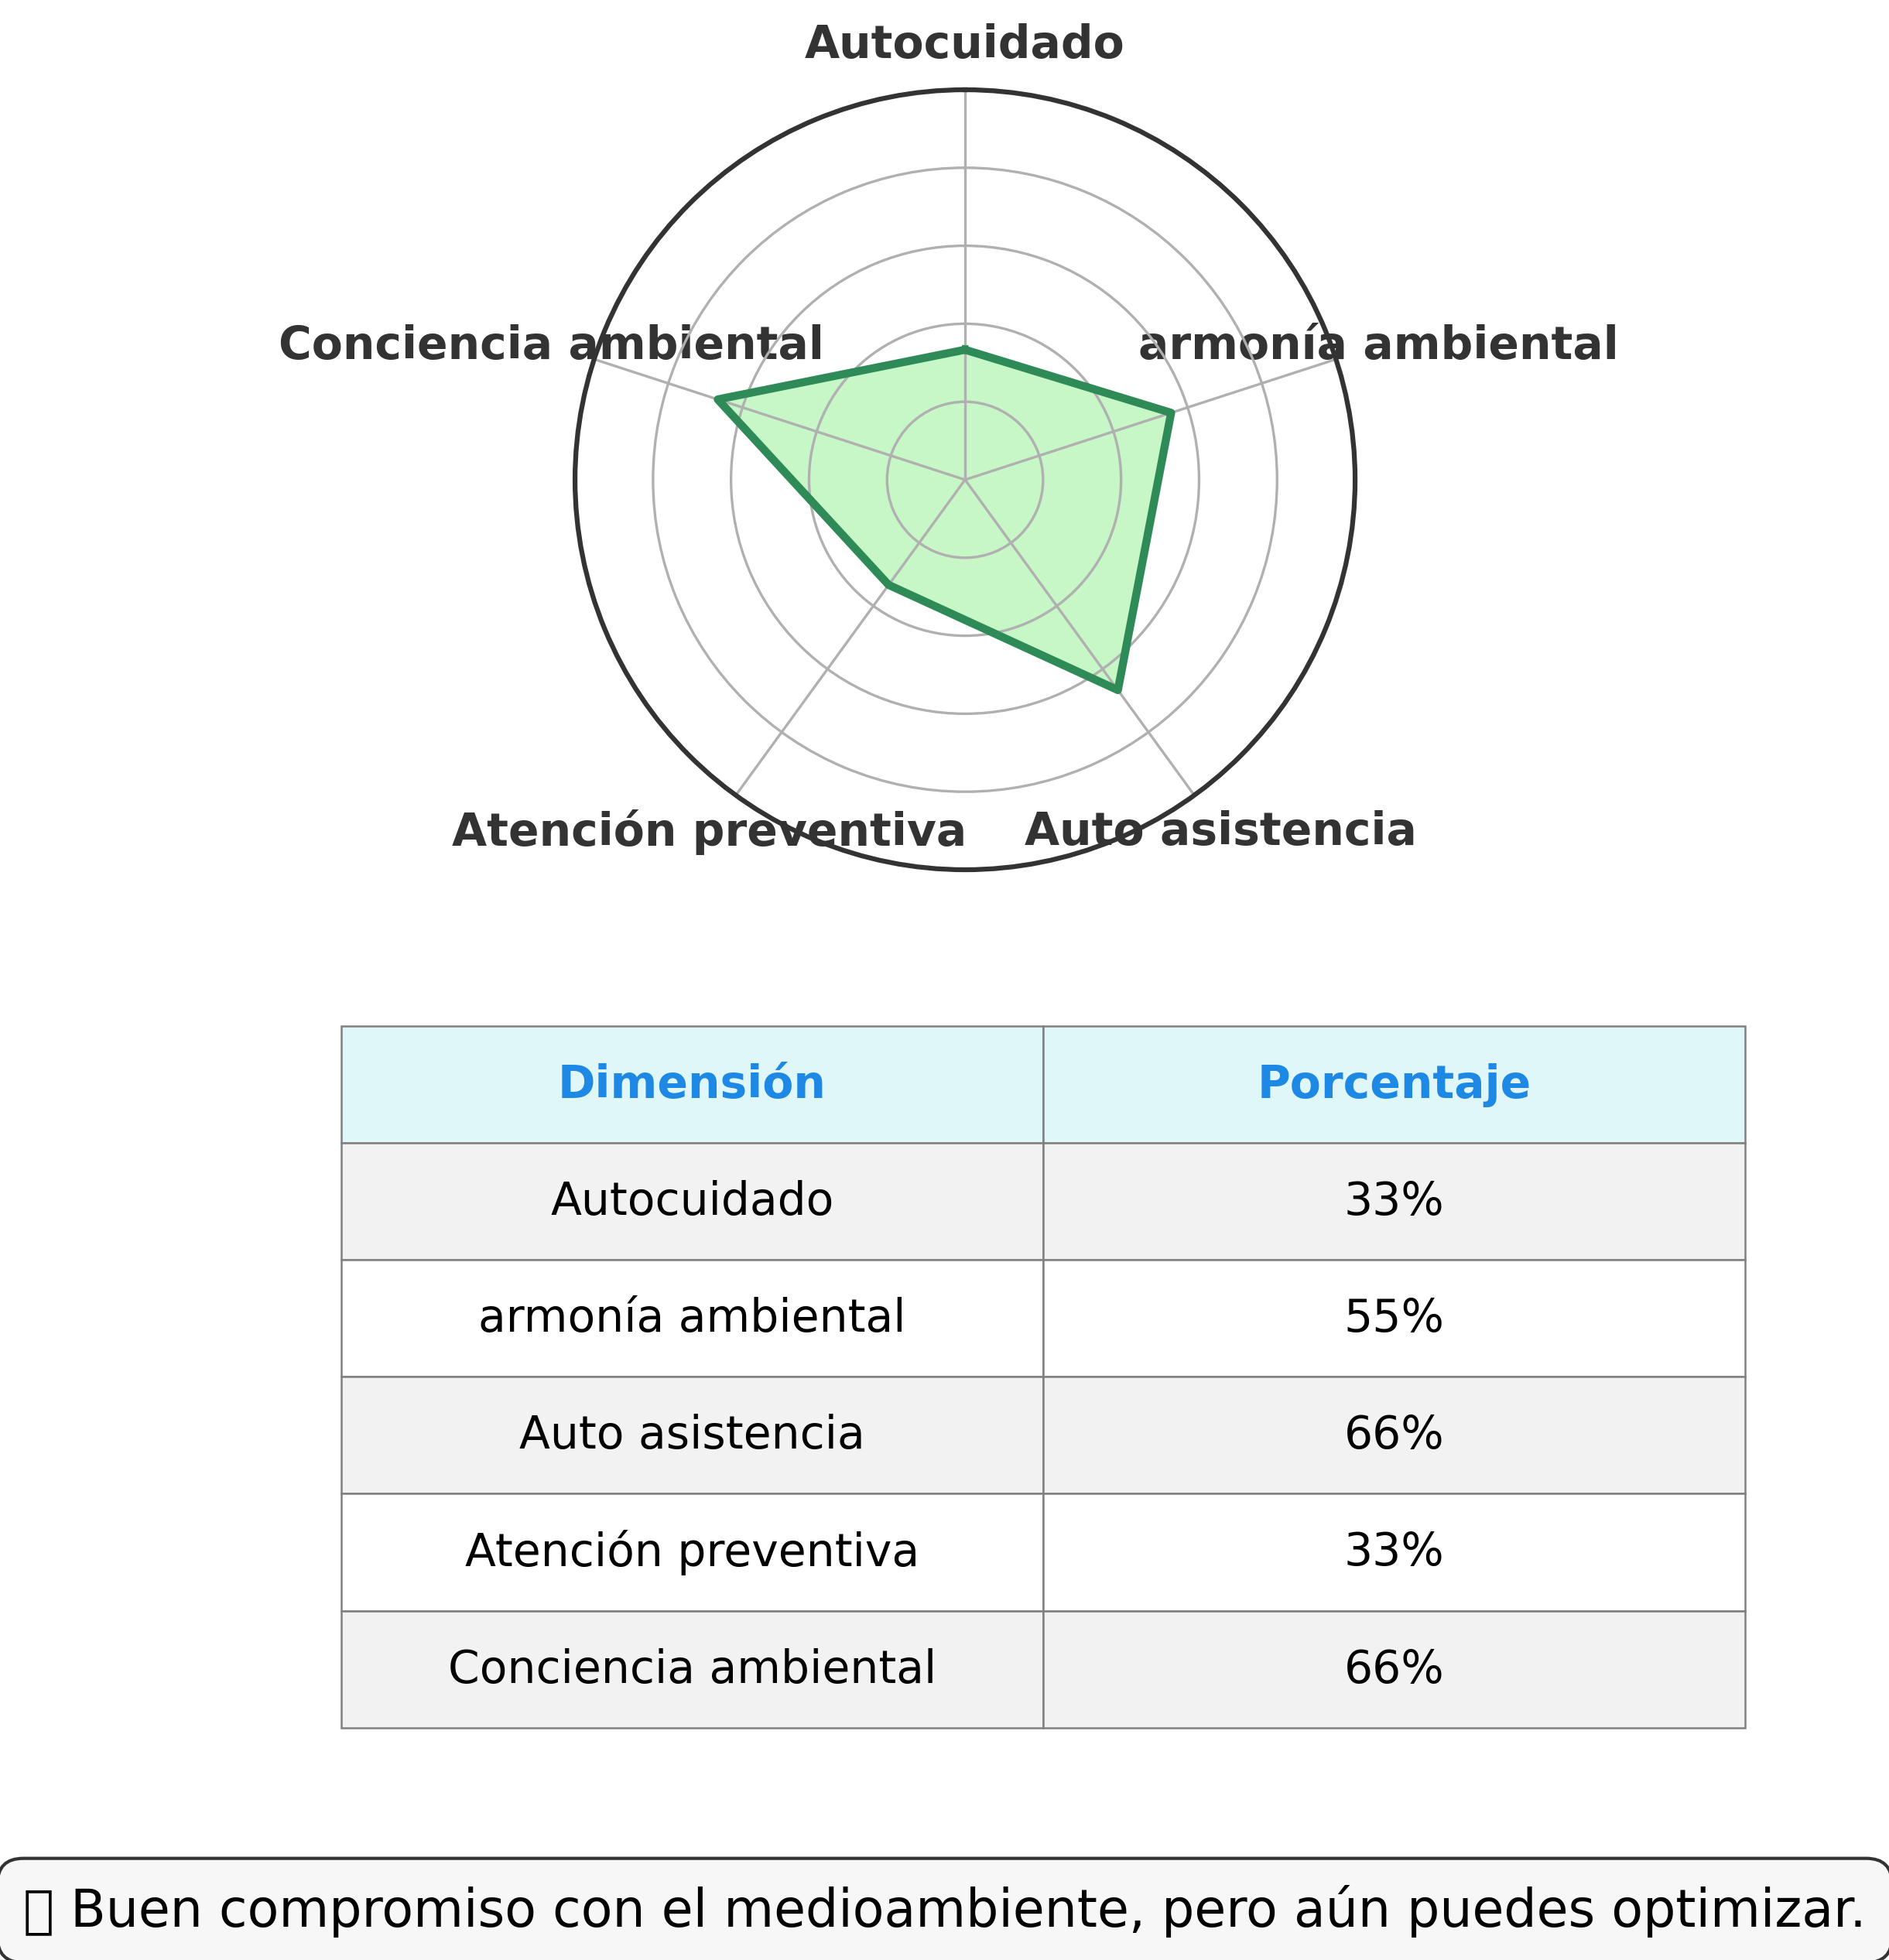 Autocuidado
Conciencia ambiental
armonía ambiental
Atención preventiva
Auto asistencia
Dimensión Porcentaje
Autocuidado 33%
armonía ambiental 55%
Auto asistencia 66%
Atención preventiva 33%
Conciencia ambiental 66%
Buen compromiso con el medioambiente, pero aún puedes optimizar.